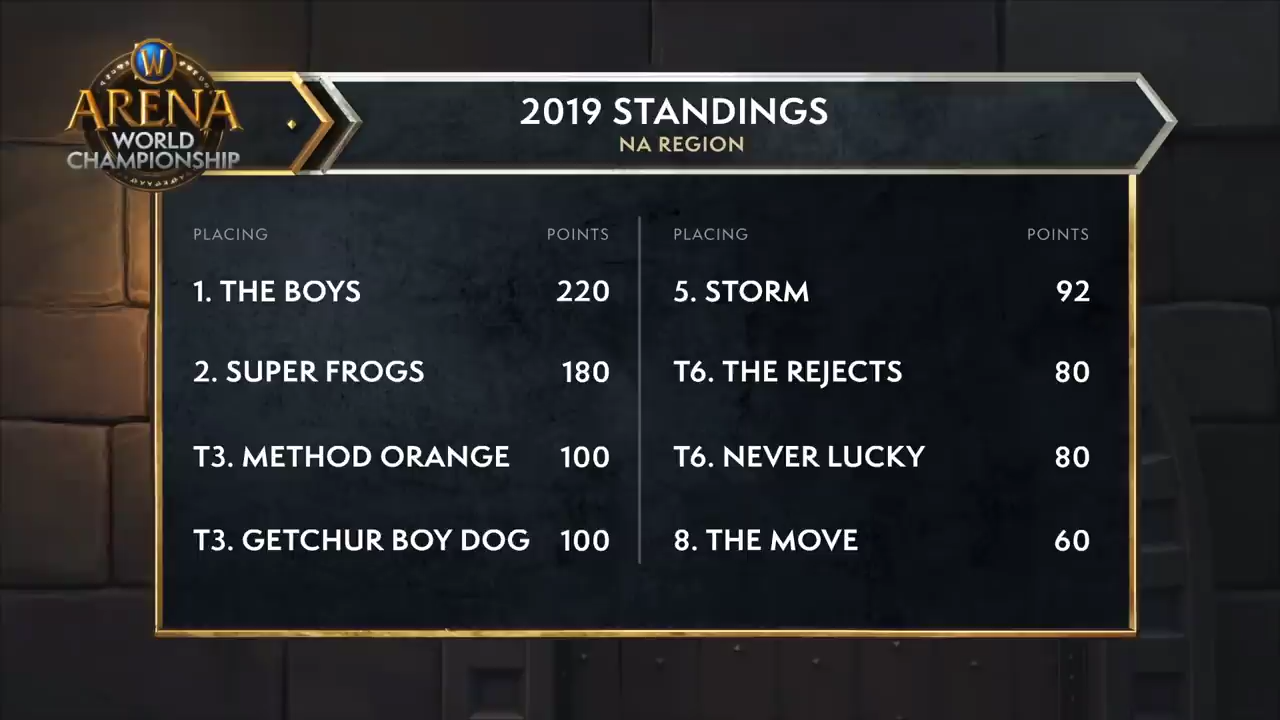 W
ARENA
WORLD
CHAMPIONSHIP
2019 STANDINGS
NA REGION
PLACING POINTS
1. THE BOYS 220
2. SUPER FROGS 180
T3. METHOD ORANGE 100
T3. GETCHUR BOY DOG 100
PLACING POINTS
5. STORM 92
T6. THE REJECTS 80
T6. NEVER LUCKY 80
8. THE MOVE 60